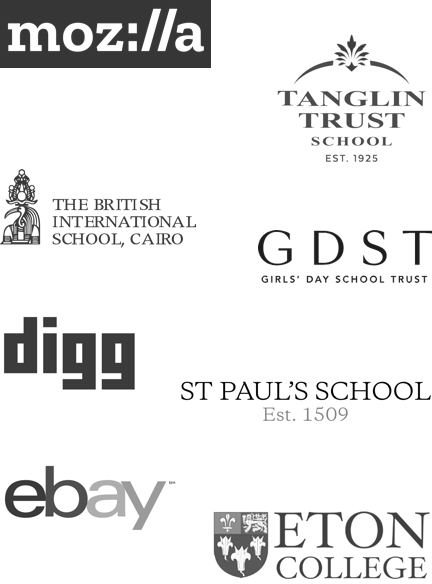 moz://a
TANGLIN
TRUST
SCHOOL
EST. 1925
THE BRITISH
INTERNATIONAL
SCHOOL, CAIRO
GDST
GIRLS' DAY SCHOOL TRUST
digg
ST PAUL'S SCHOOL
Est. 1509
ebay
ETON
COLLEGE